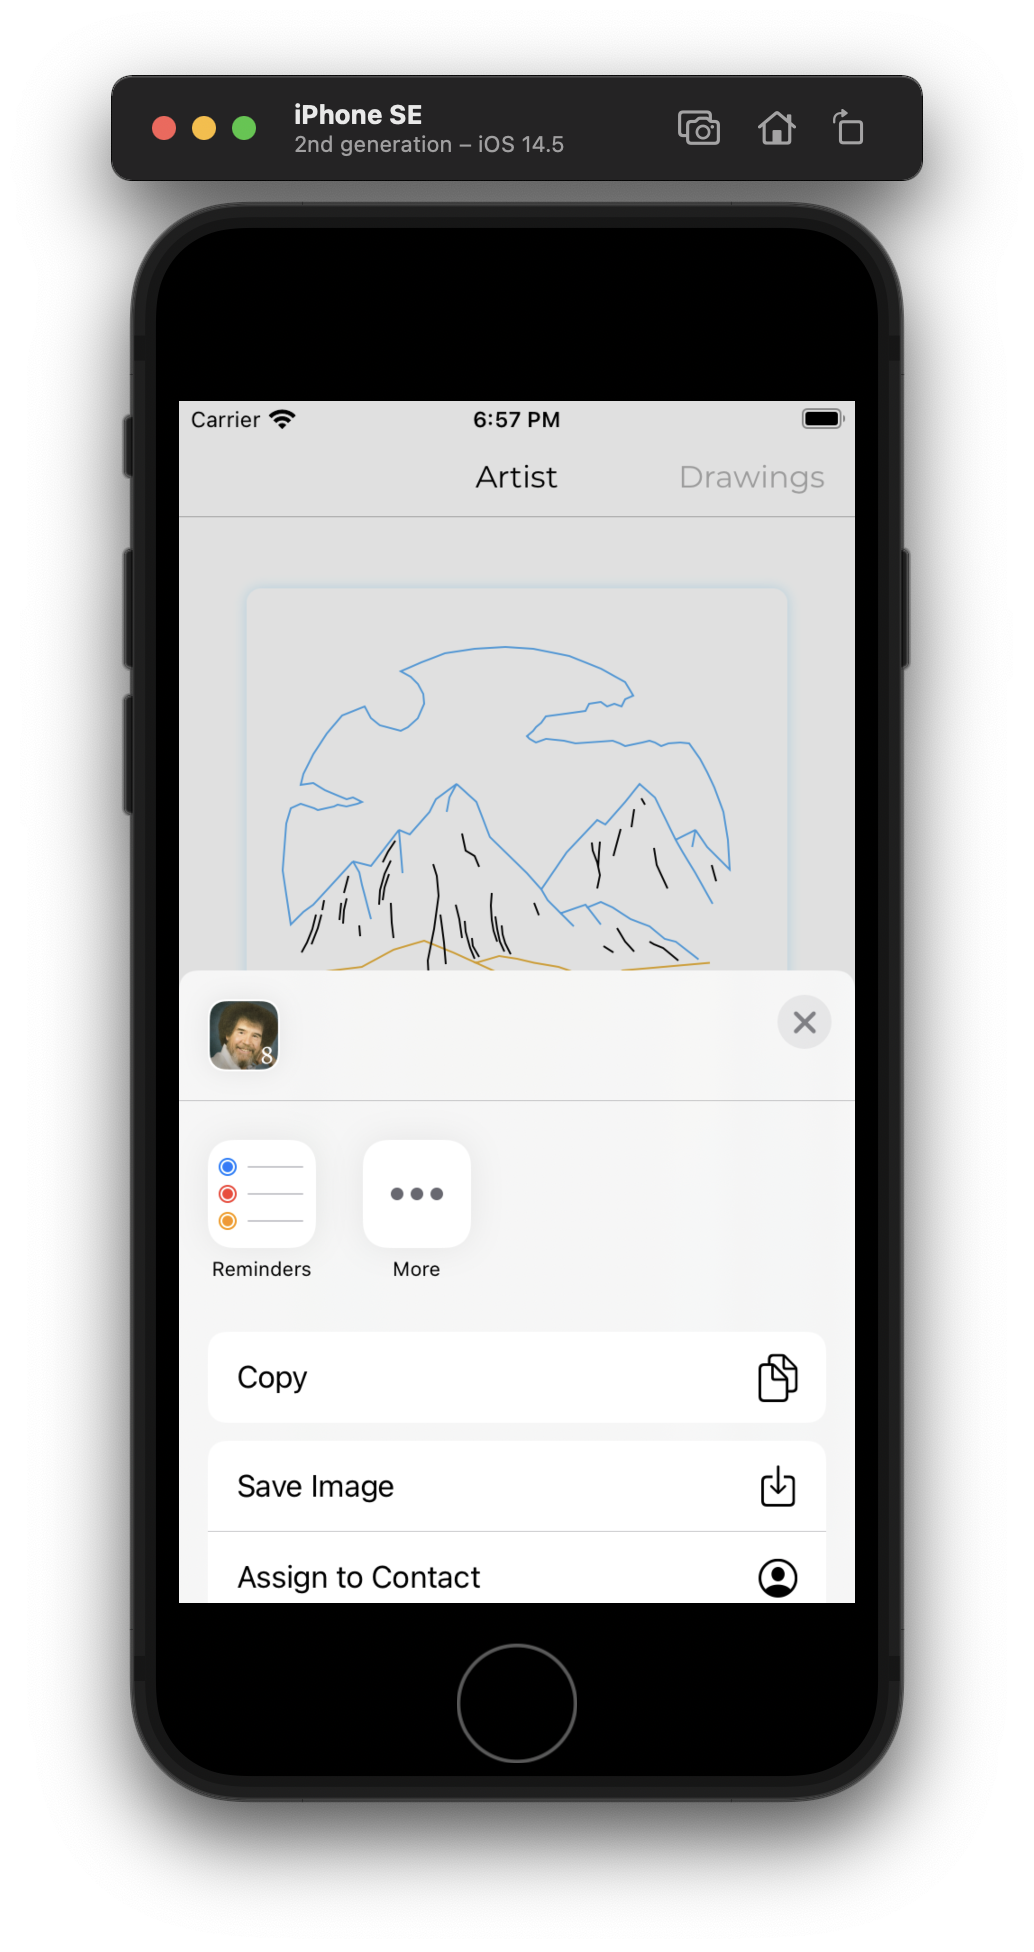 iPhone SE
2nd generation – iOS 14.5
Carrier 6:57 PM
Artist Drawings
8
Reminders More
Copy
Save Image
Assign to Contact